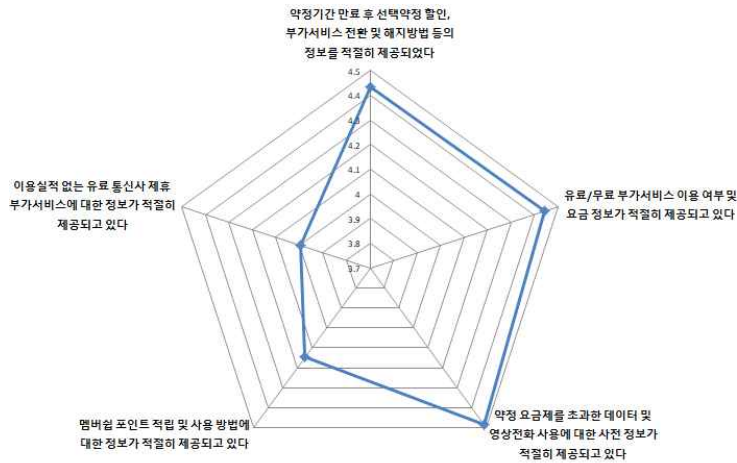 약정기간 만료 후 선택약정 할인,
부가서비스 전환 및 해지방법 등의
정보를 적절히 제공되었다
4.5
4.4
4.3
4.2
4.1
4
3.9
3.8
3.7
유료/무료 부가서비스 이용 여부 및
요금 정보가 적절히 제공되고 있다
약정 요금제를 초과한 데이터 및
영상전화 사용에 대한 사전 정보가
적절히 제공되고 있다
멤버쉽 포인트 적립 및 사용 방법에
대한 정보가 적절히 제공되고 있다
이용실적 없는 유료 통신사 제휴
부가서비스에 대한 정보가 적절히
제공되고 있다